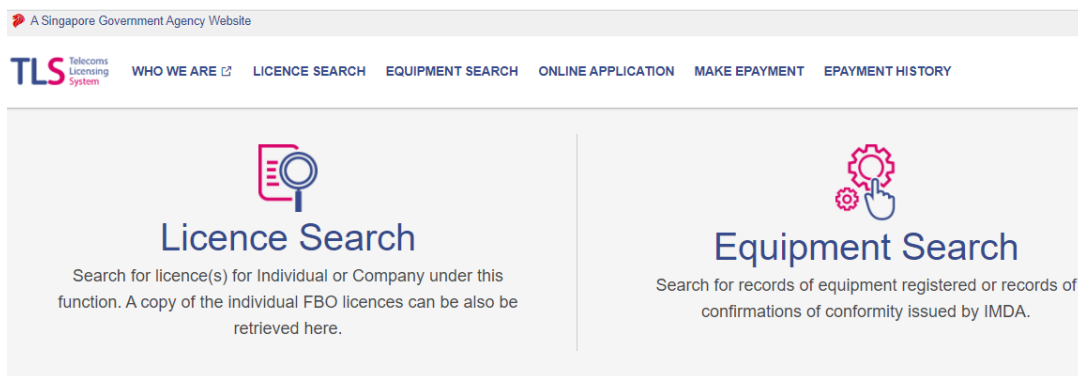 A Singapore Government Agency Website
TLS Telecoms Licensing System
WHO WE ARE LICENCE SEARCH EQUIPMENT SEARCH ONLINE APPLICATION MAKE EPAYMENT EPAYMENT HISTORY
Licence Search
Search for licence(s) for Individual or Company under this
function. A copy of the individual FBO licences can be also be
retrieved here.
Equipment Search
Search for records of equipment registered or records of
confirmations of conformity issued by IMDA.